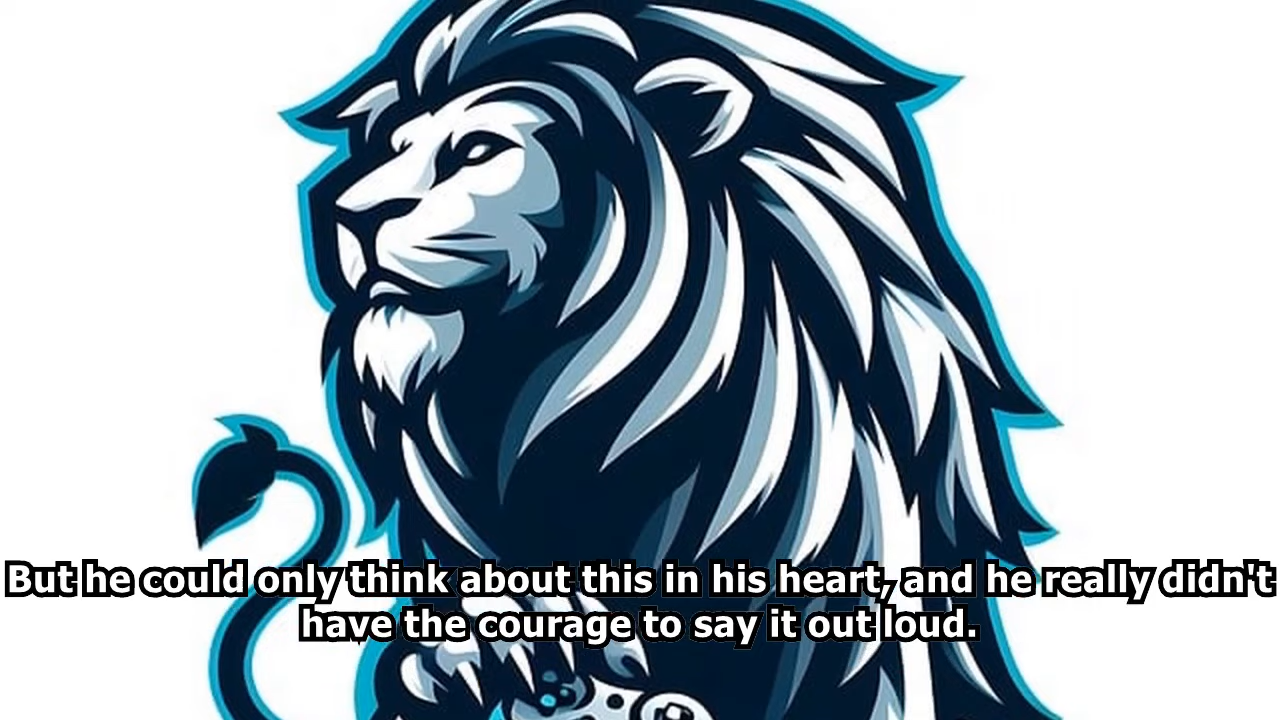 But he could only think about this in his heart, and he really didn't
have the courage to say it out loud.